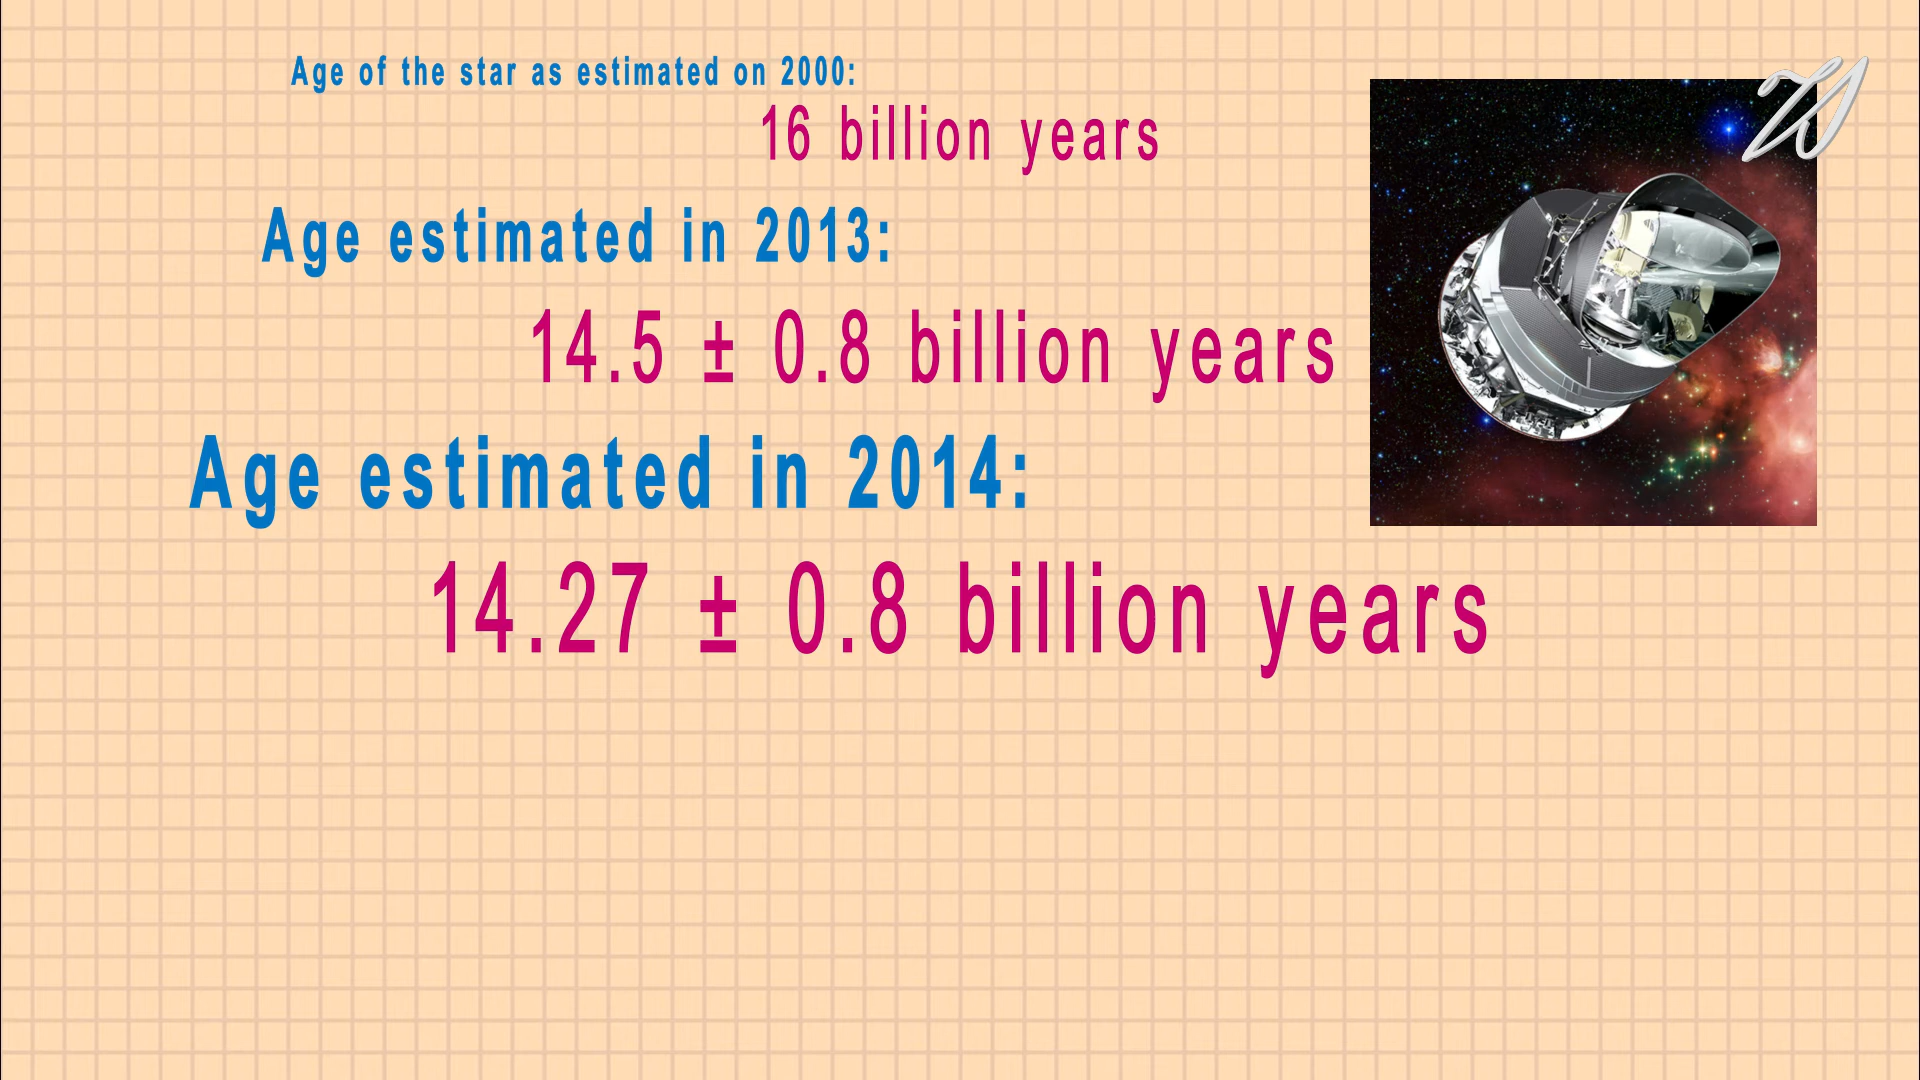 Age of the star as estimated on 2000:
16 billion years
Age estimated in 2013:
14.5 ± 0.8 billion years
Age estimated in 2014:
14.27 ± 0.8 billion years